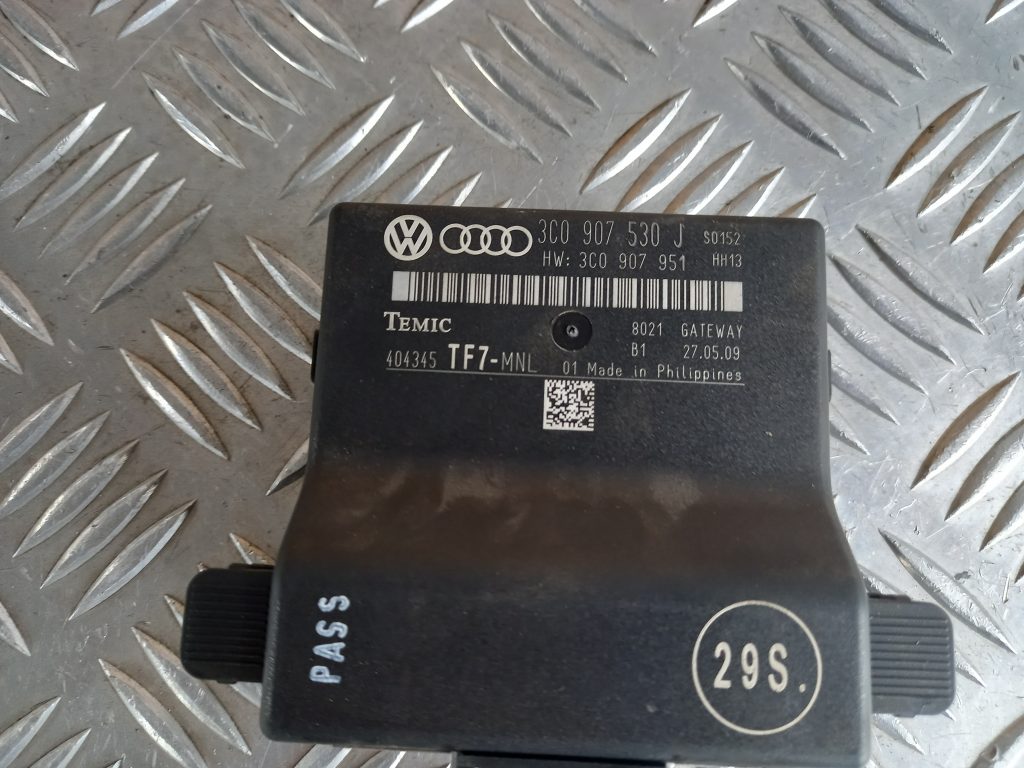 3C0 907 530 J S0152
HW: 3C0 907 951 HH13
TEMIC
8021 GATEWAY
B1 27.05.09
404345 TF7-MNL 01 Made in Philippines
PASS
29S.